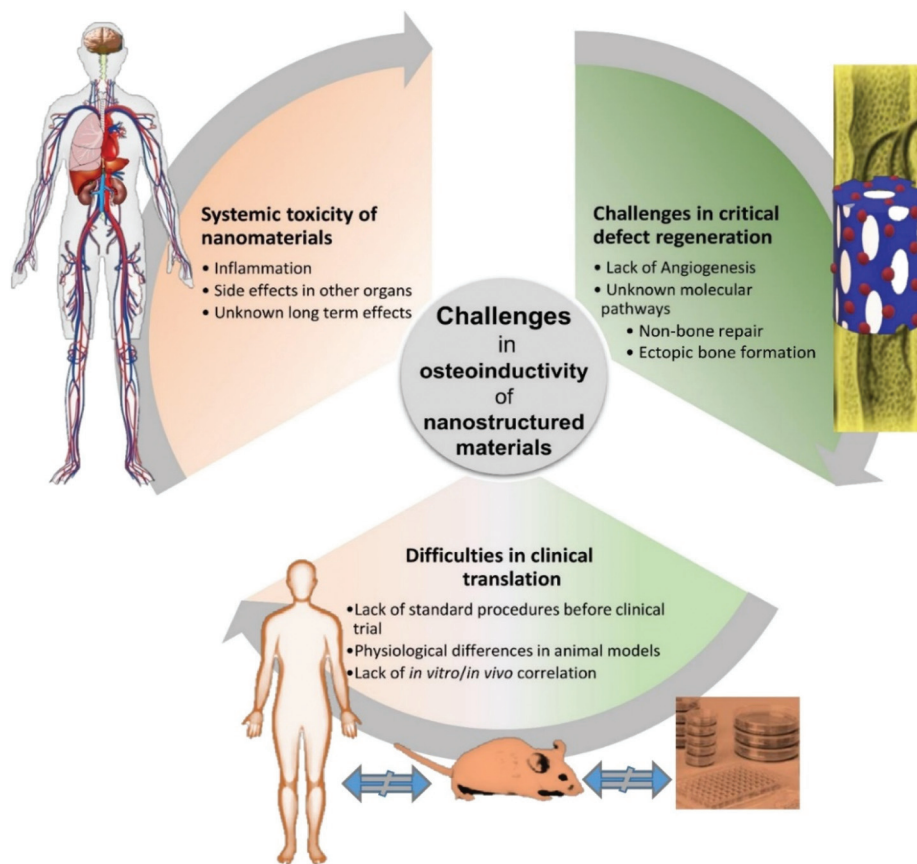 Systemic toxicity of
nanomaterials
• Inflammation
• Side effects in other organs
• Unknown long term effects
Challenges in critical
defect regeneration
• Lack of Angiogenesis
• Unknown molecular
pathways
• Non-bone repair
• Ectopic bone formation
Challenges
in
osteoinductivity
of
nanostructured
materials
Difficulties in clinical
translation
•Lack of standard procedures before clinical
trial
•Physiological differences in animal models
•Lack of in vitro/in vivo correlation